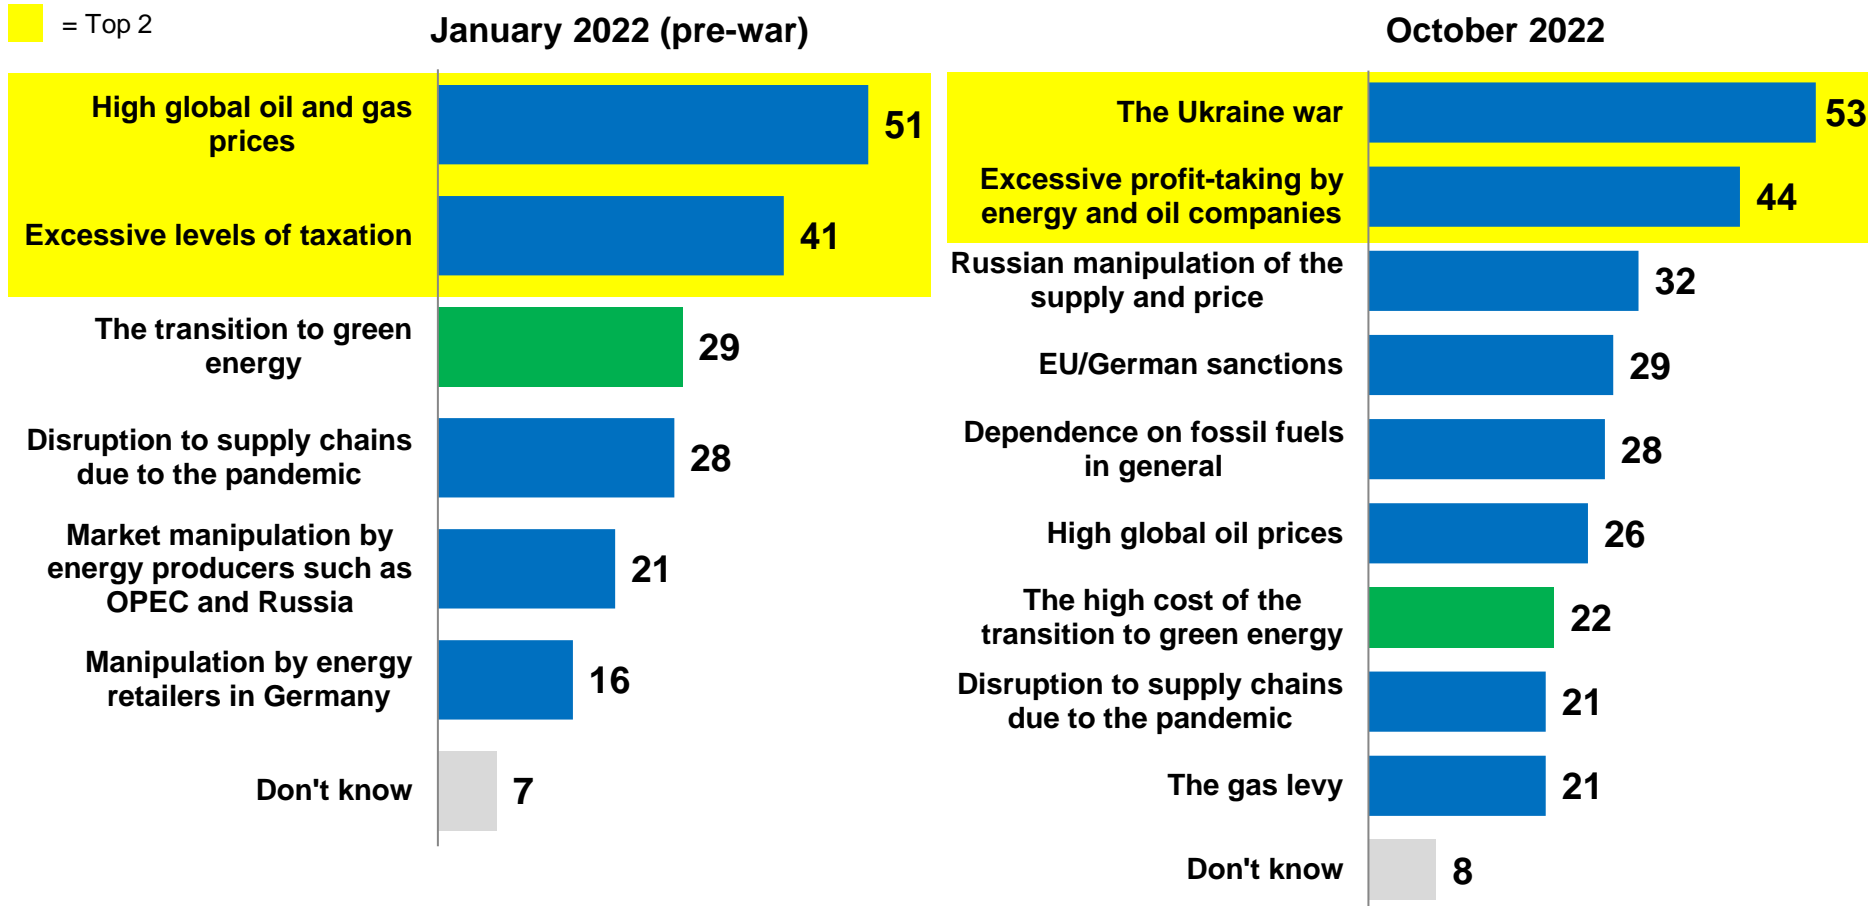 = Top 2
January 2022 (pre-war)
High global oil and gas
prices
51
Excessive levels of taxation
41
The transition to green
energy
29
Disruption to supply chains
due to the pandemic
28
Market manipulation by
energy producers such as
OPEC and Russia
21
Manipulation by energy
retailers in Germany
16
Don't know
7
October 2022
The Ukraine war
53
Excessive profit-taking by
energy and oil companies
44
Russian manipulation of the
supply and price
32
EU/German sanctions
29
Dependence on fossil fuels
in general
28
High global oil prices
26
The high cost of the
transition to green energy
22
Disruption to supply chains
due to the pandemic
21
The gas levy
21
Don't know
8